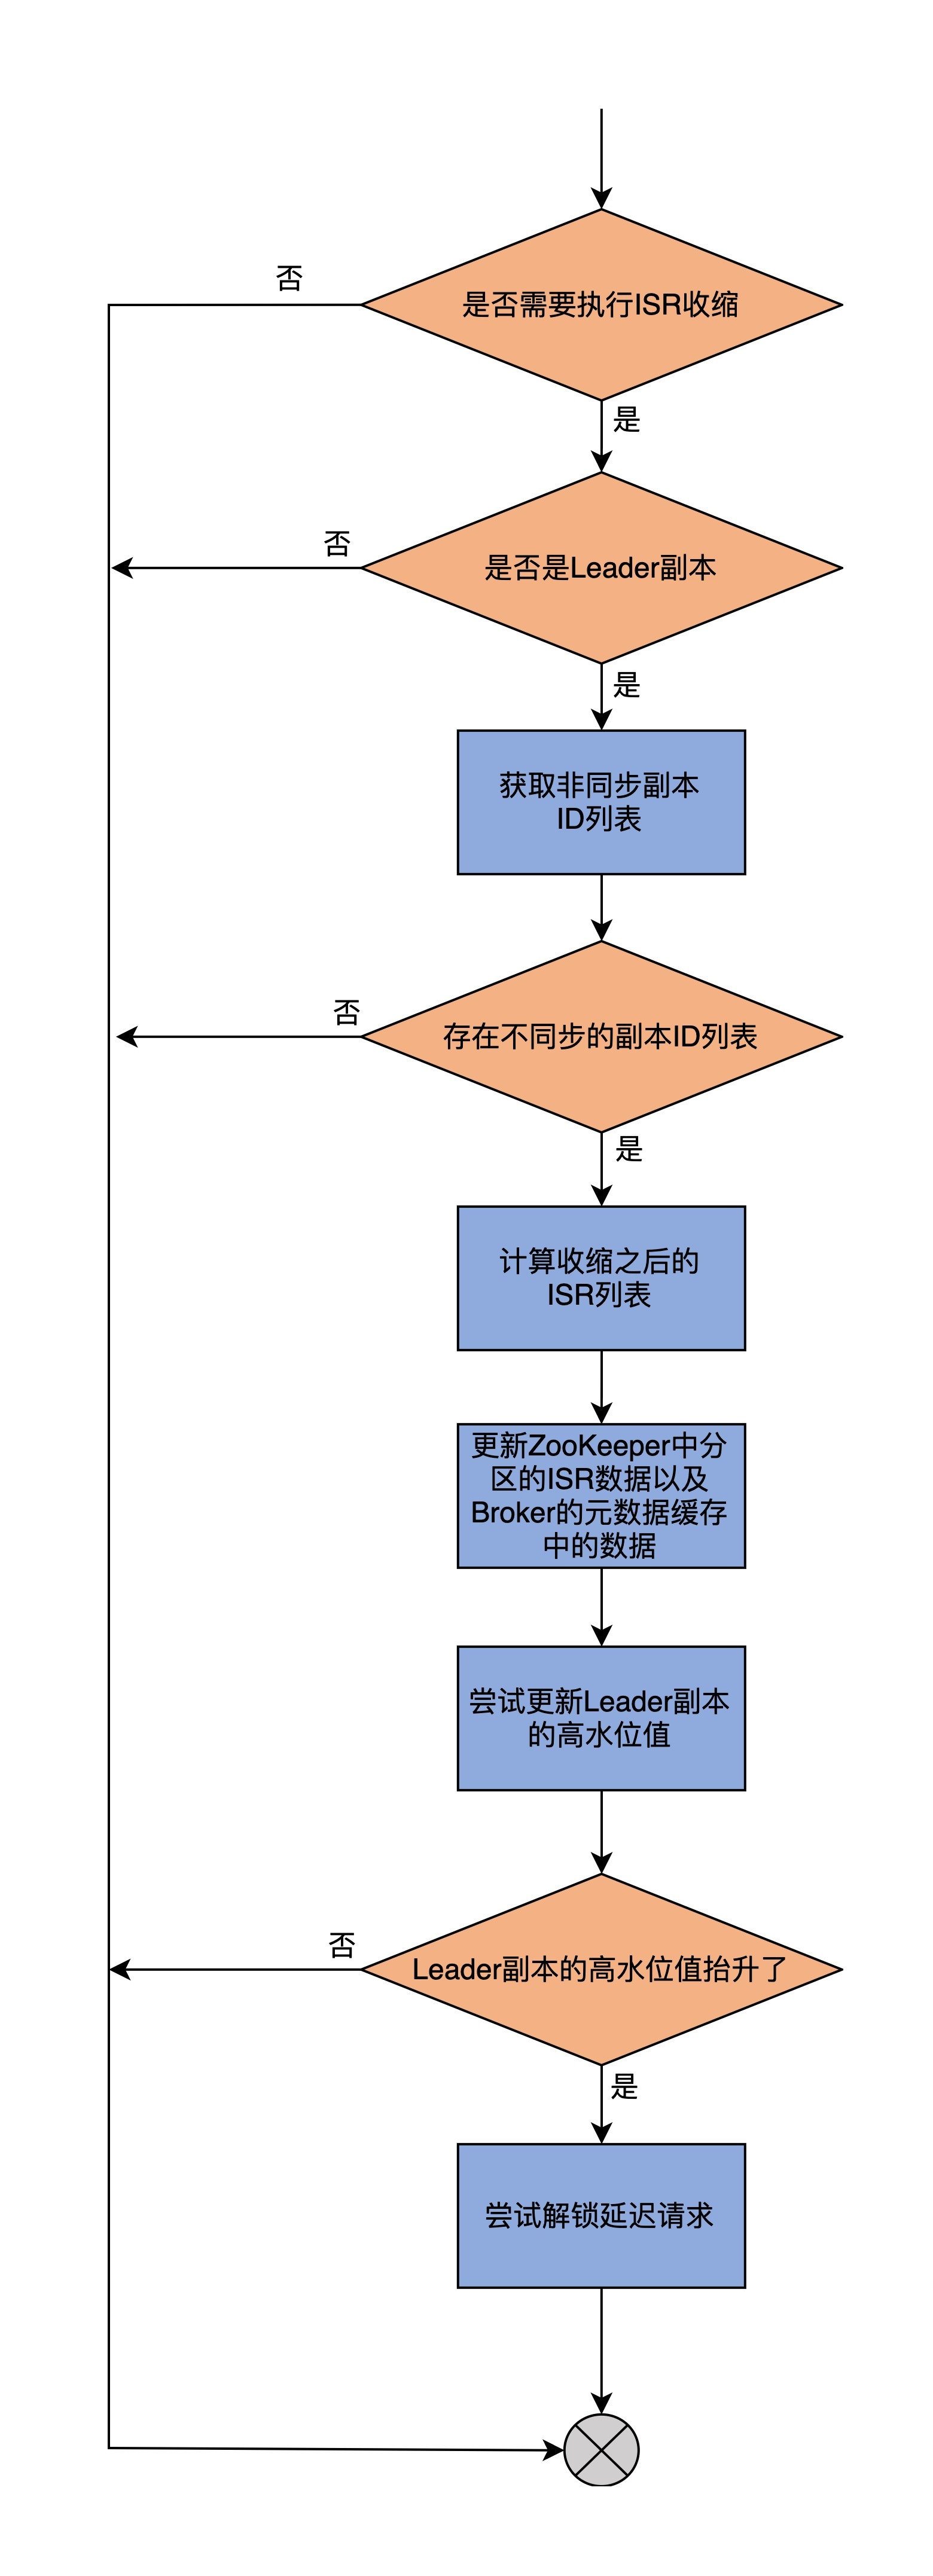 否
是否需要执行ISR收缩
是
否
是否是Leader副本
是
获取非同步副本
ID列表
否
存在不同步的副本ID列表
是
计算收缩之后的
ISR列表
更新ZooKeeper中分
区的ISR数据以及
Broker的元数据缓存
中的数据
尝试更新Leader副本
的高水位值
否
Leader副本的高水位值抬升了
是
尝试解锁延迟请求